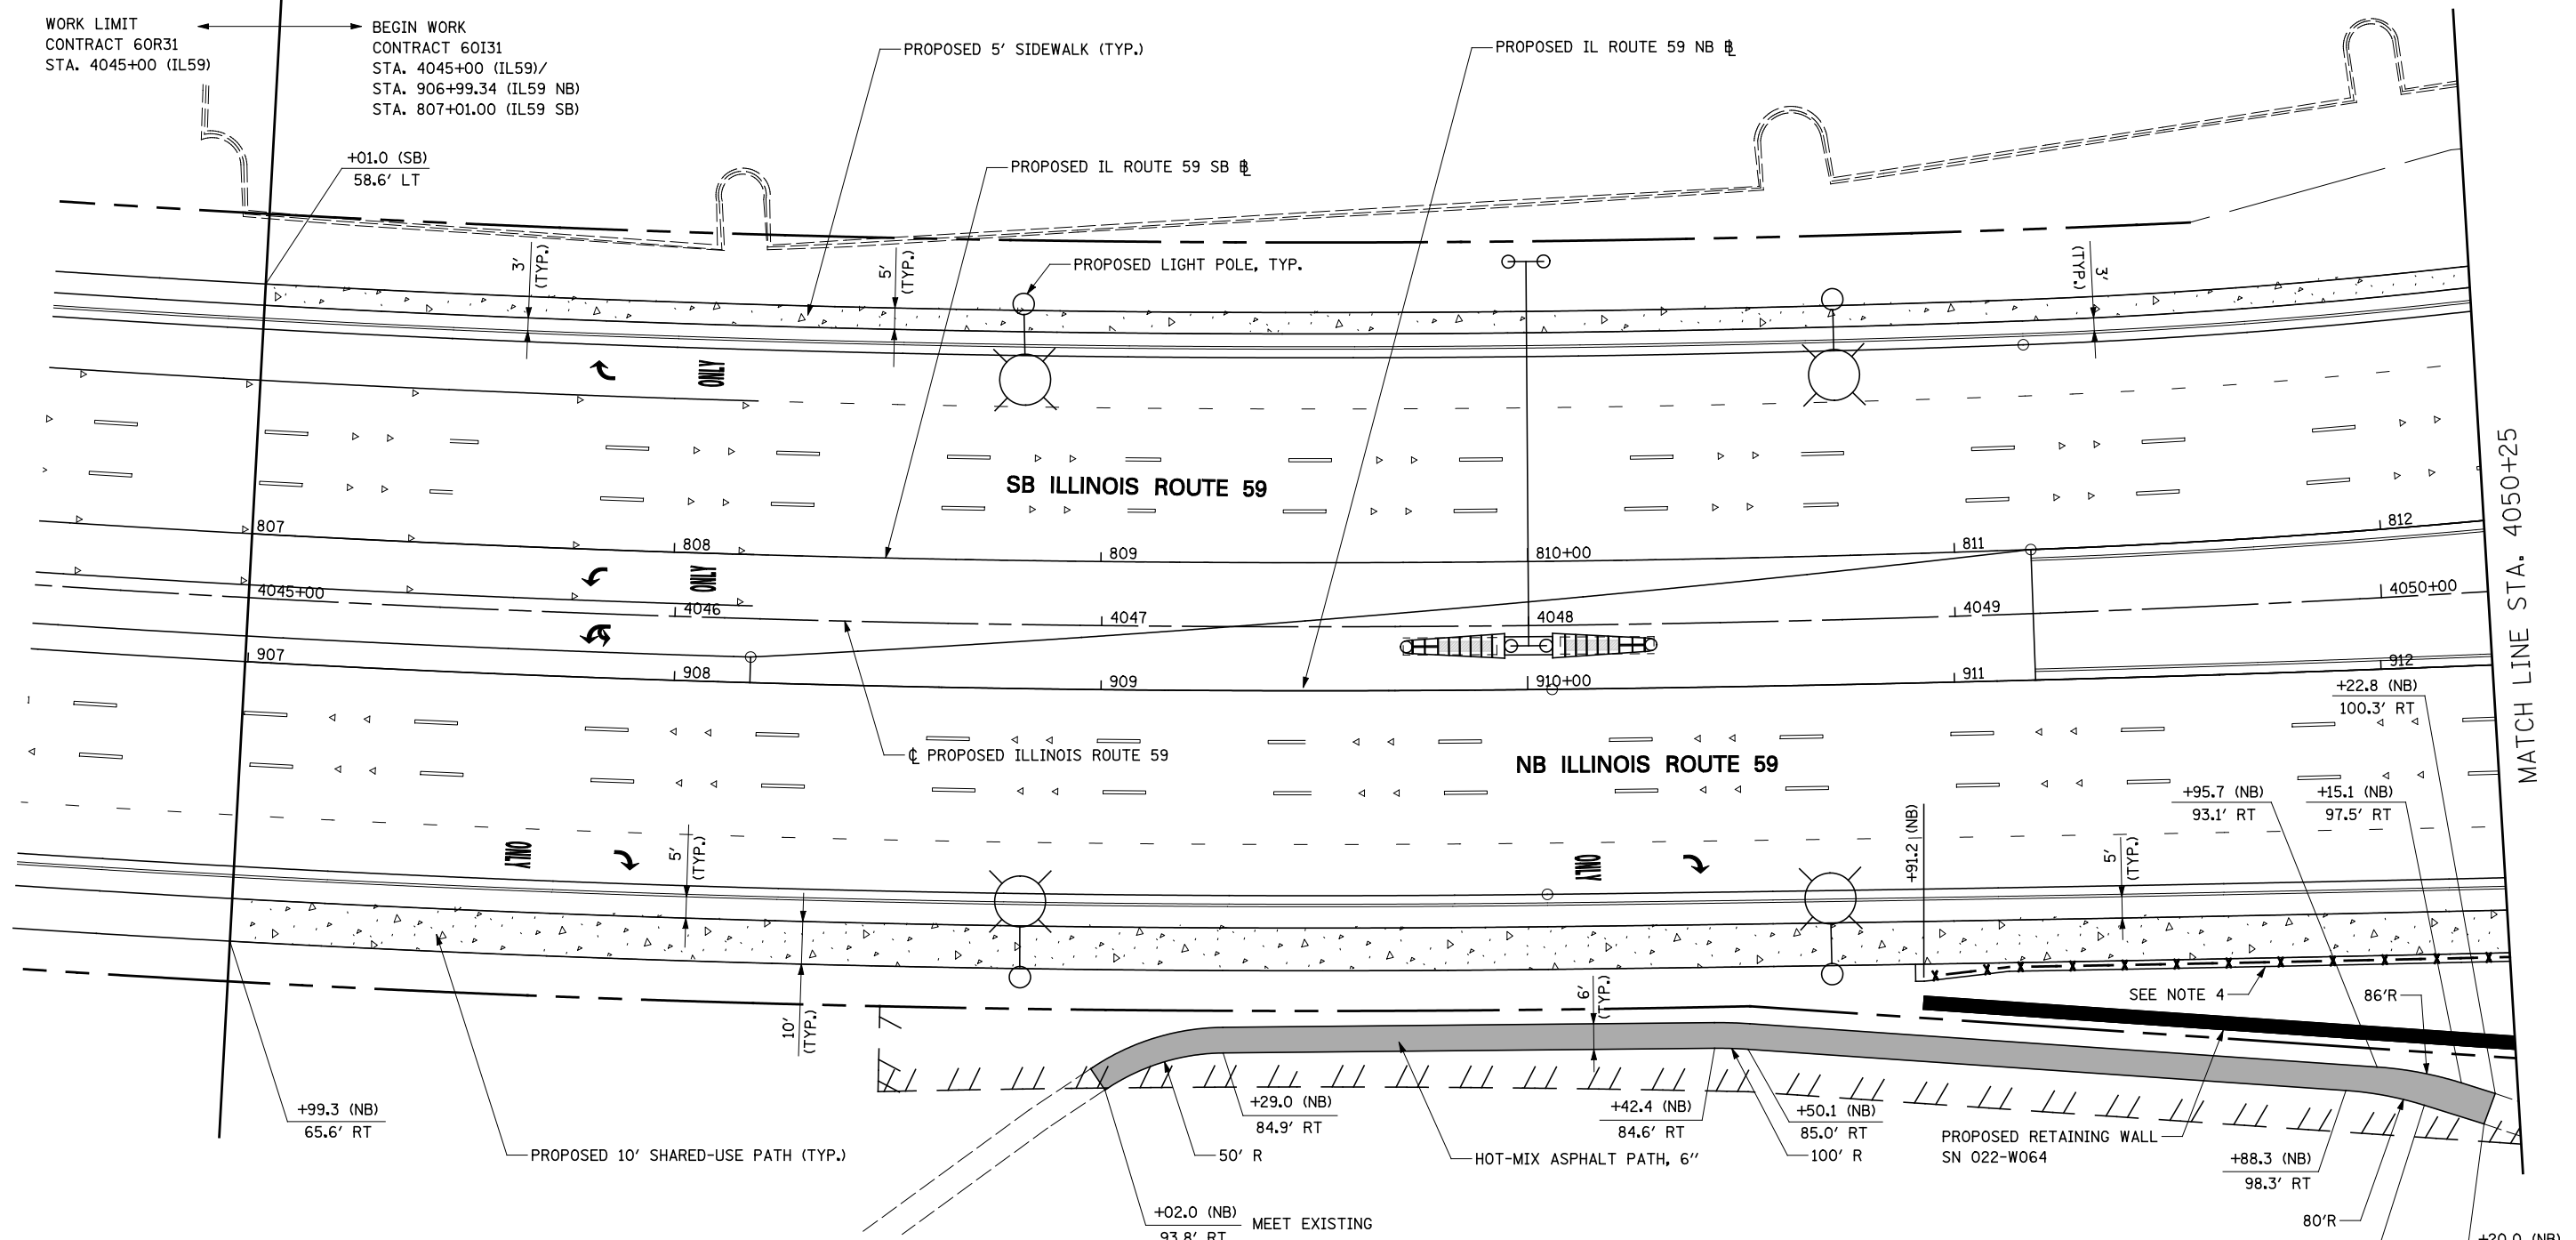 WORK LIMIT
CONTRACT 60R31
STA. 4045+00 (IL59)
BEGIN WORK
CONTRACT 60I31
STA. 4045+00 (IL59)/
STA. 906+99.34 (IL59 NB)
STA. 807+01.00 (IL59 SB)
PROPOSED 5' SIDEWALK (TYP.)
PROPOSED IL ROUTE 59 NB ℄
+01.0 (SB)
58.6' LT
PROPOSED IL ROUTE 59 SB ℄
3'
(TYP.)
5'
(TYP.)
PROPOSED LIGHT POLE, TYP.
3'
(TYP.)
ONLY
SB ILLINOIS ROUTE 59
MATCH LINE STA. 4050+25
807
808
809
810+00
811
812
ONLY
4045+00
4046
4047
4048
4049
4050+00
907
908
909
910+00
911
912
+22.8 (NB)
100.3' RT
℄ PROPOSED ILLINOIS ROUTE 59
NB ILLINOIS ROUTE 59
+95.7 (NB)
93.1' RT
+15.1 (NB)
97.5' RT
ONLY
5'
(TYP.)
ONLY
+91.2 (NB)
5'
(TYP.)
10'
(TYP.)
6'
(TYP.)
SEE NOTE 4
86'R
+99.3 (NB)
65.6' RT
PROPOSED 10' SHARED-USE PATH (TYP.)
+29.0 (NB)
84.9' RT
50' R
+42.4 (NB)
84.6' RT
HOT-MIX ASPHALT PATH, 6"
+50.1 (NB)
85.0' RT
100' R
PROPOSED RETAINING WALL
SN 022-W064
+88.3 (NB)
98.3' RT
80'R
+02.0 (NB)
93.8' RT
MEET EXISTING
+20.0 (NB)